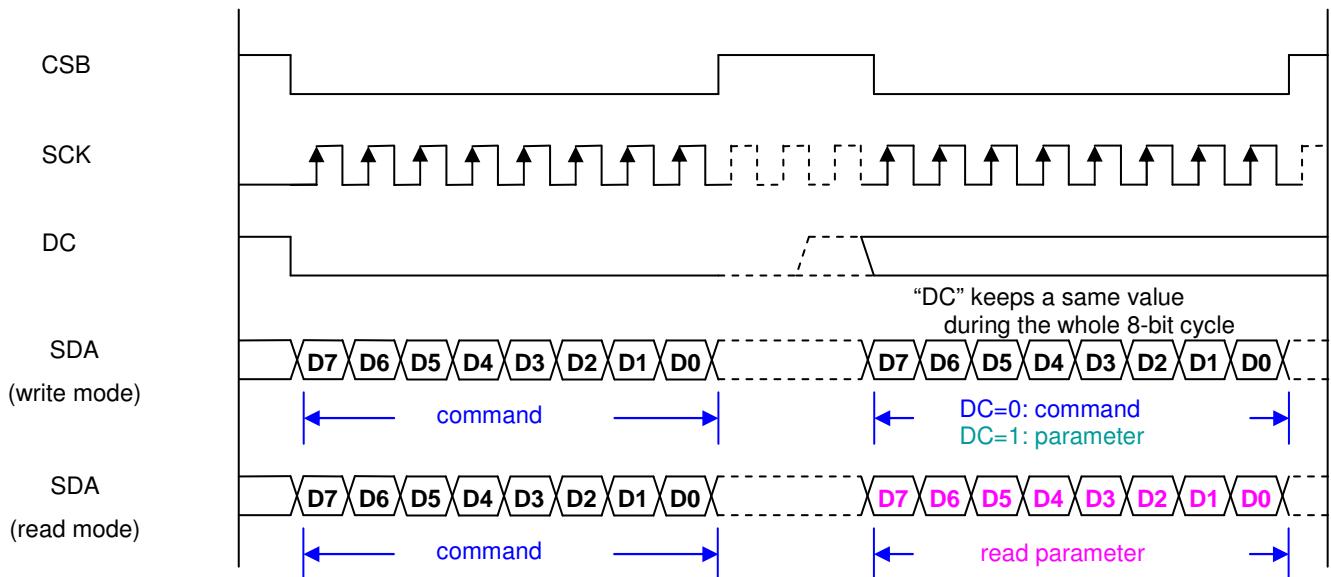 CSB
SCK
DC
“DC” keeps a same value
during the whole 8-bit cycle
SDA
(write mode)
D7 D6 D5 D4 D3 D2 D1 D0 D7 D6 D5 D4 D3 D2 D1 D0
command
DC=0: command
DC=1: parameter
SDA
(read mode)
D7 D6 D5 D4 D3 D2 D1 D0 D7 D6 D5 D4 D3 D2 D1 D0
command read parameter